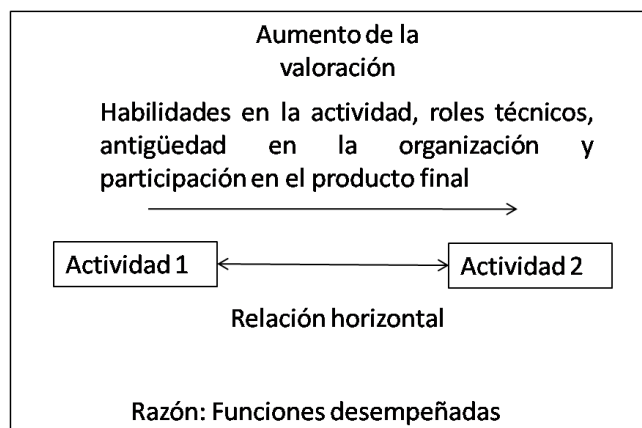 Aumento de la
valoración
Habilidades en la actividad, roles técnicos,
antigüedad en la organización y
participación en el producto final
Actividad 1
Actividad 2
Relación horizontal
Razón: Funciones desempeñadas